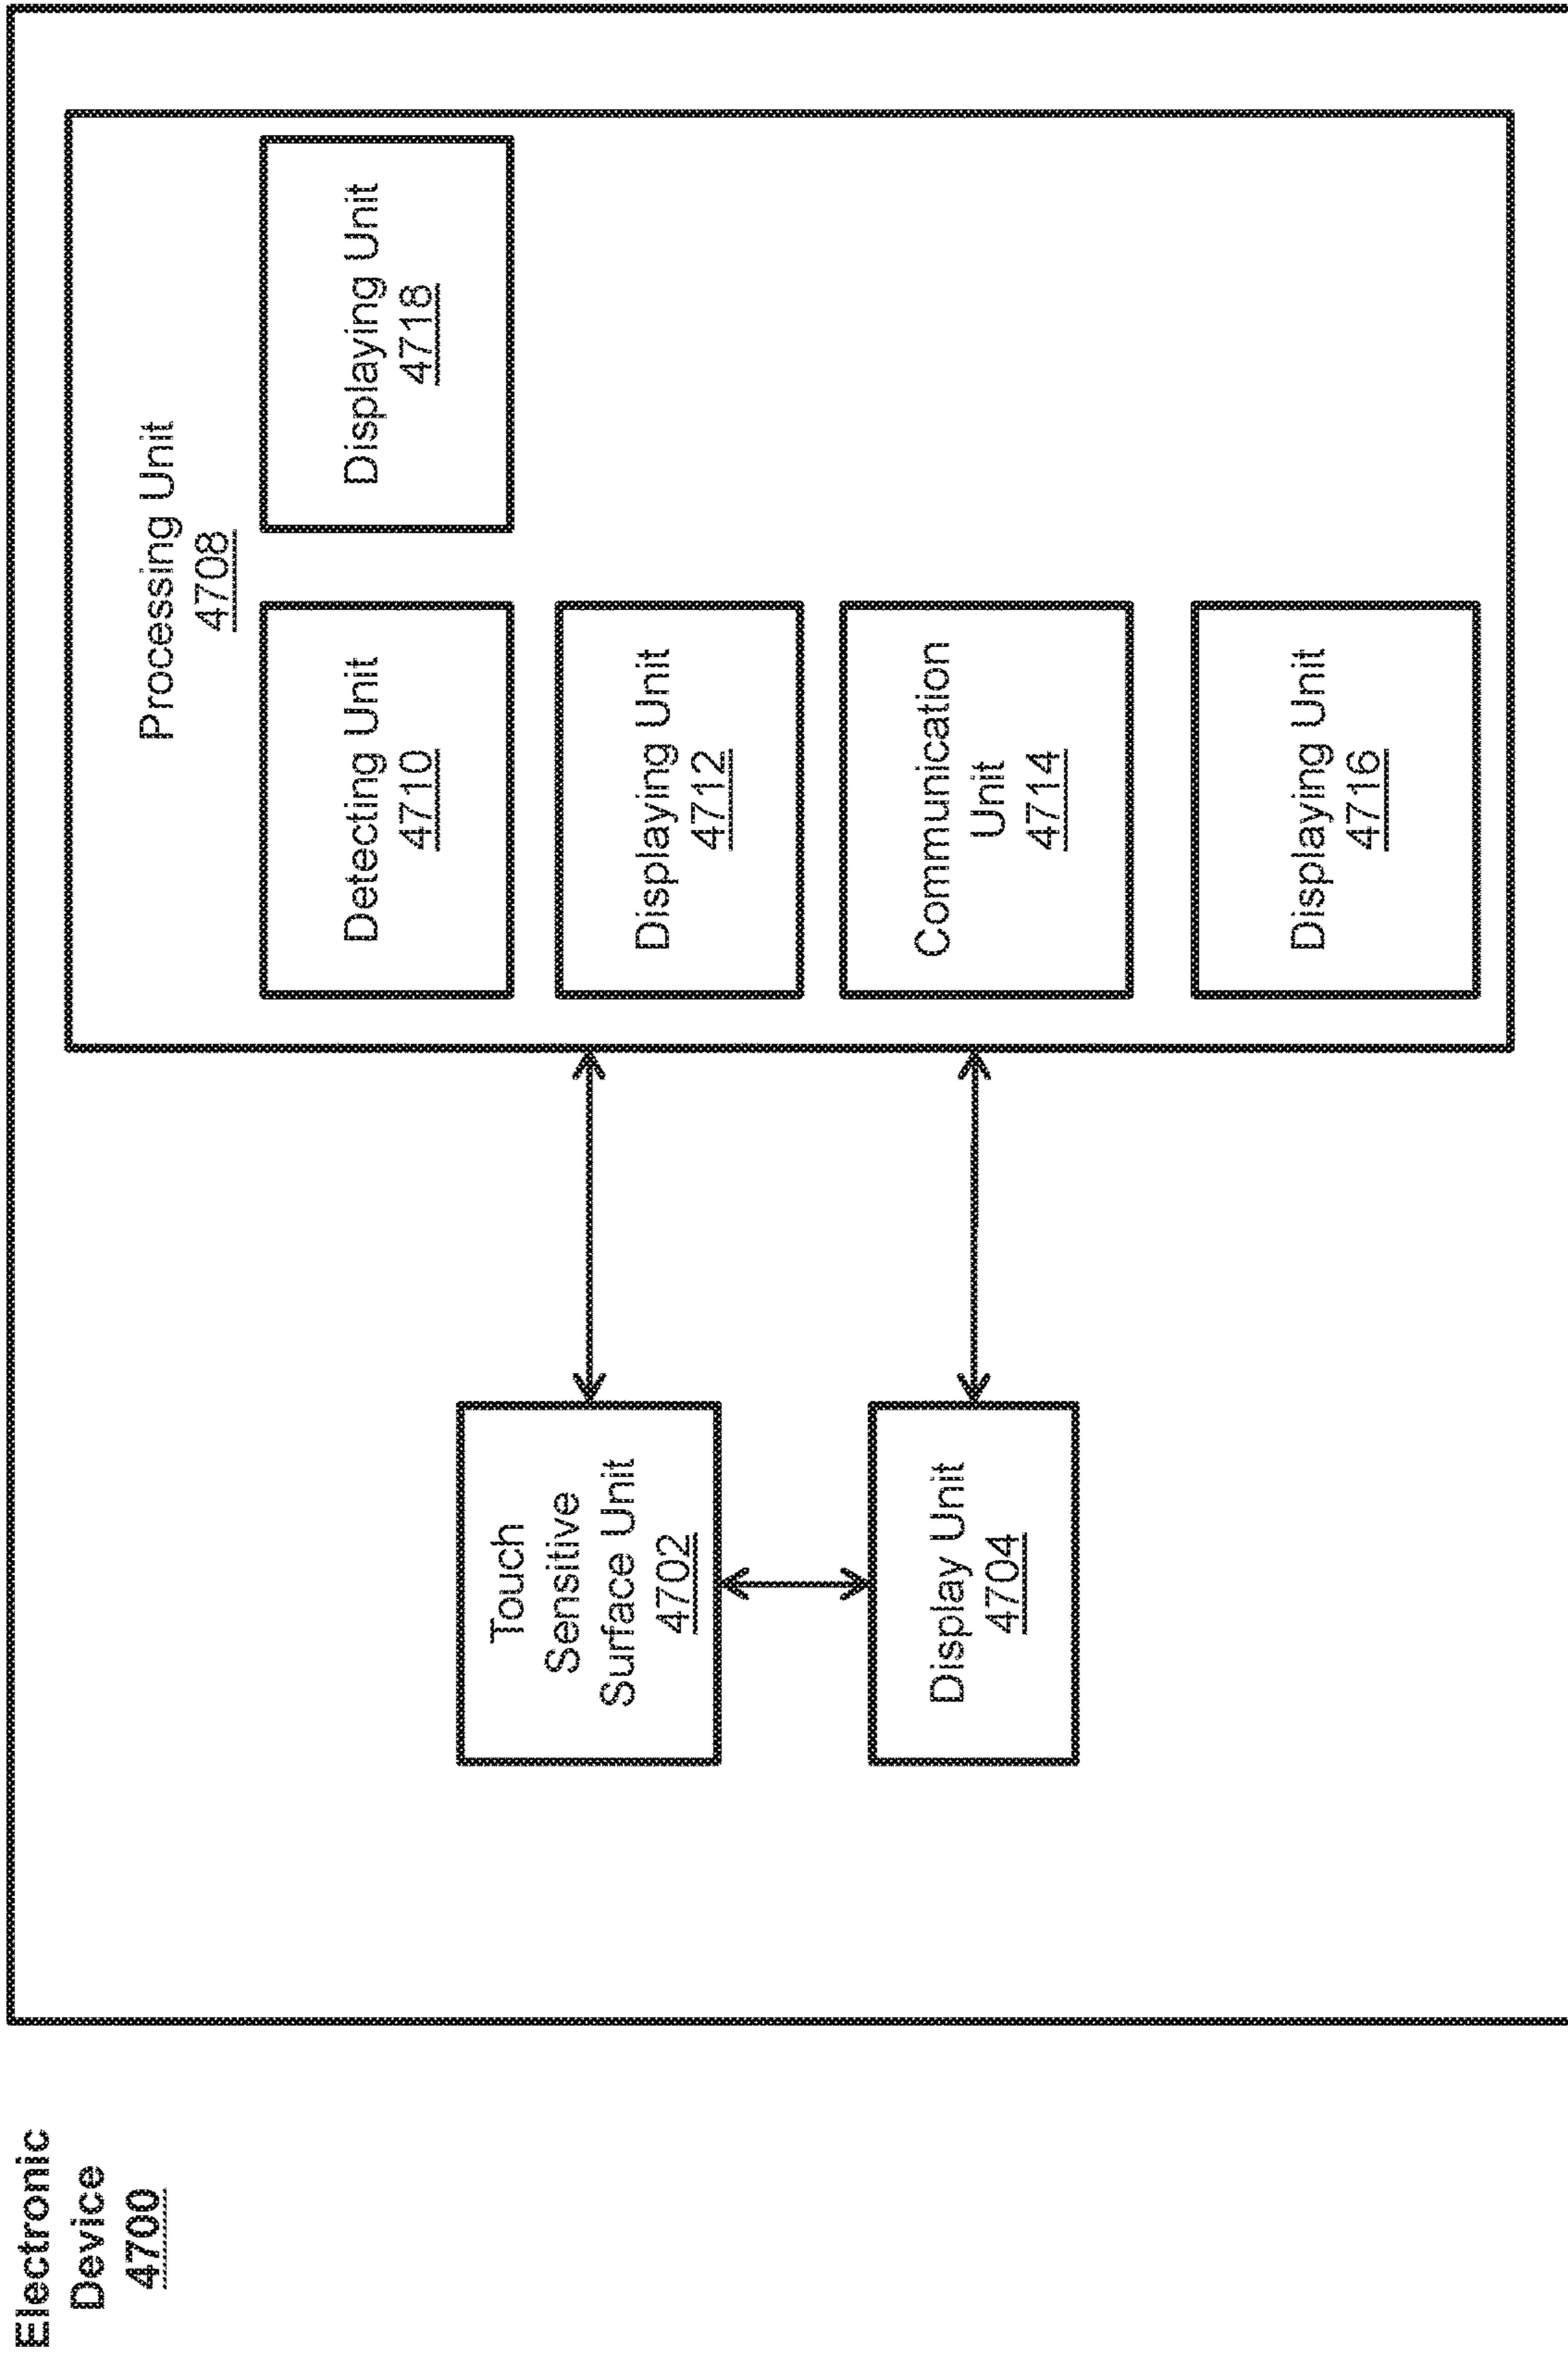 Electronic
Device
4700
Touch
Sensitive
Surface Unit
4702
Display Unit
4704
Processing Unit
4708
Detecting Unit
4710
Displaying Unit
4712
Communication
Unit
4714
Displaying Unit
4716
Displaying Unit
4718